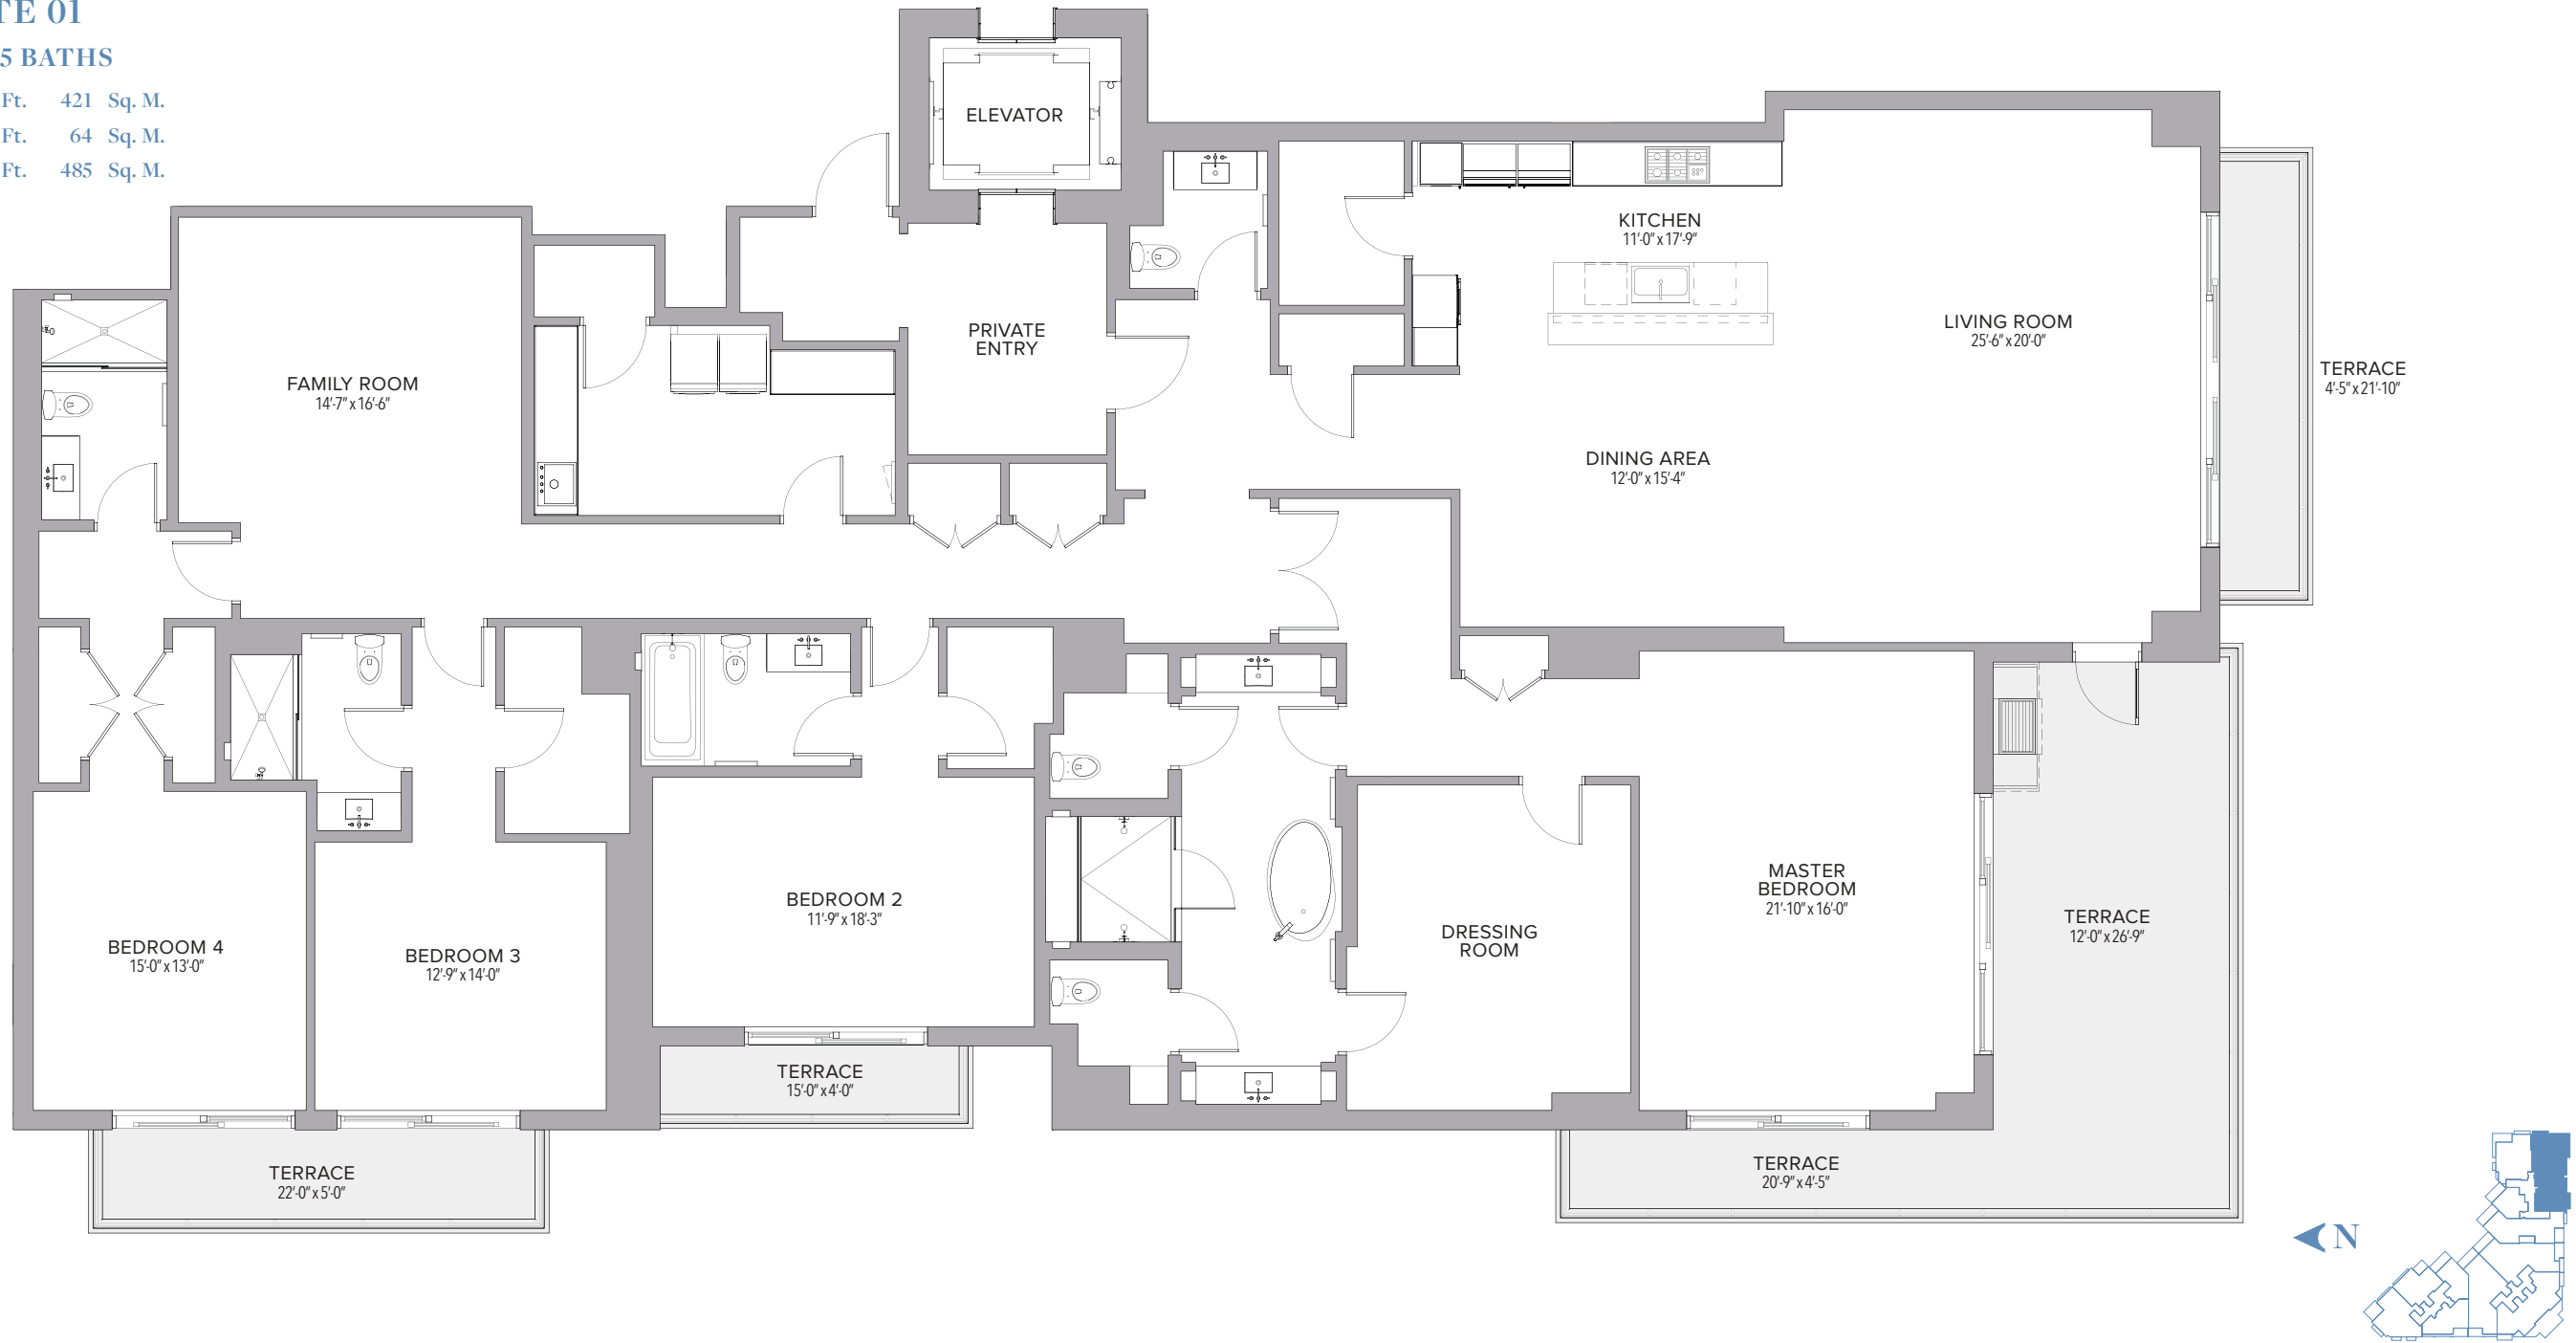 TE 01
5 BATHS
Ft. 421 Sq. M.
Ft. 64 Sq. M.
Ft. 485 Sq. M.
ELEVATOR
KITCHEN
11'-0" x 17'-9"
PRIVATE
ENTRY
LIVING ROOM
25'-6" x 20'-0"
TERRACE
4'-5" x 21'-10"
FAMILY ROOM
14'-7" x 16'-6"
DINING AREA
12'-0" x 15'-4"
MASTER
BEDROOM
21'-10" x 16'-0"
BEDROOM 2
11'-9" x 18'-3"
TERRACE
12'-0" x 26'-9"
DRESSING
ROOM
BEDROOM 4
15'-0" x 13'-0"
BEDROOM 3
12'-9" x 14'-0"
TERRACE
15'-0" x 4'-0"
TERRACE
22'-0" x 5'-0"
TERRACE
20'-9" x 4'-5"
N